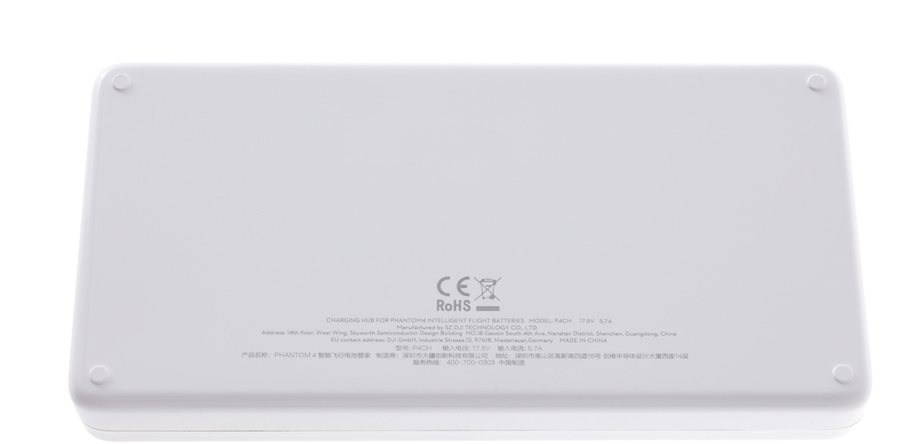 CE
RoHS
CHARGING HUB FOR PHANTOM4 INTELLIGENT FLIGHT BATTERIES MODEL: P4CH 17.5V 5.7A
Manufactured by SZ DJI TECHNOLOGY CO., LTD.
Address: 14th floor, West Wing, Skyworth Semiconductor Design Building NO.18 Gaoxin South 4th Ave, Nanshan District, Shenzhen, Guangdong, China
EU contact address: DJI GmbH, Industrie Strasse.12, 97618, Niederlauer,Germany MADE IN CHINA
型号: P4CH 输入电压: 17.5V 输入电流: 5.7A
产品名称: PHANTOM 4 智能飞行电池管家 制造商: 深圳市大疆创新科技有限公司 地址: 深圳市南山区高新南四道18号 创维半导体设计大厦西座14层
服务热线: 400-700-0303 中国制造